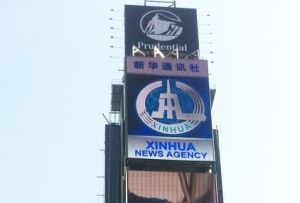 Prudential
新华通讯社
XINHUA
XINHUA
NEWS AGENCY